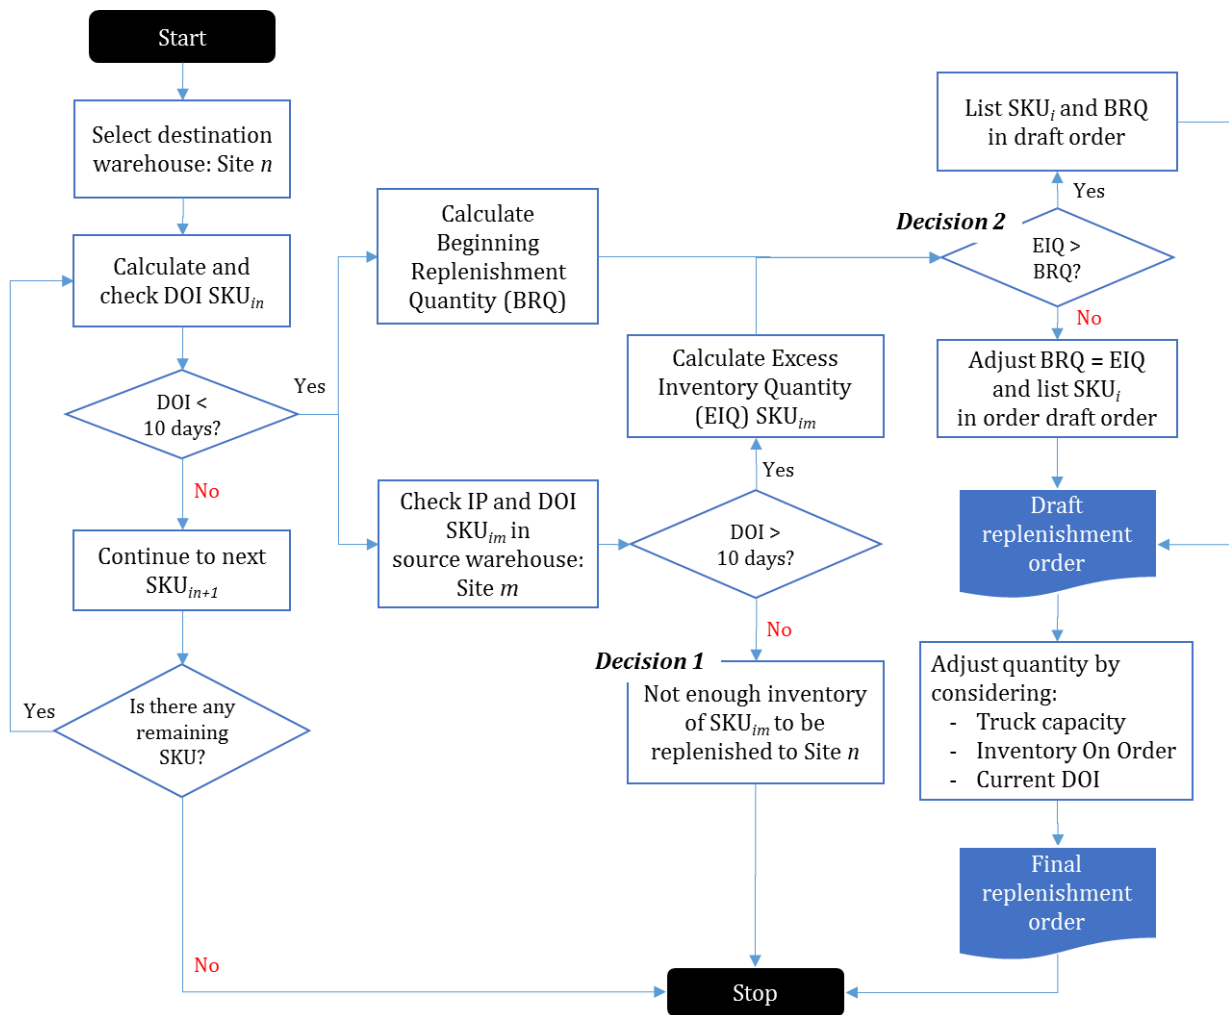 Start
Select destination
warehouse: Site n
Calculate and
check DOI SKUin
DOI <
10 days?
Yes
No
Continue to next
SKUin+1
Is there any
remaining
SKU?
Yes
No
Calculate
Beginning
Replenishment
Quantity (BRQ)
Check IP and DOI
SKUim in
source warehouse:
Site m
Calculate Excess
Inventory Quantity
(EIQ) SKUim
Yes
DOI >
10 days?
No
Decision 1
Not enough inventory
of SKUim to be
replenished to Site n
List SKUi and BRQ
in draft order
Yes
Decision 2
EIQ >
BRQ?
No
Adjust BRQ = EIQ
and list SKUi
in order draft order
Draft
replenishment
order
Adjust quantity by
considering:
- Truck capacity
- Inventory On Order
- Current DOI
Final
replenishment
order
Stop